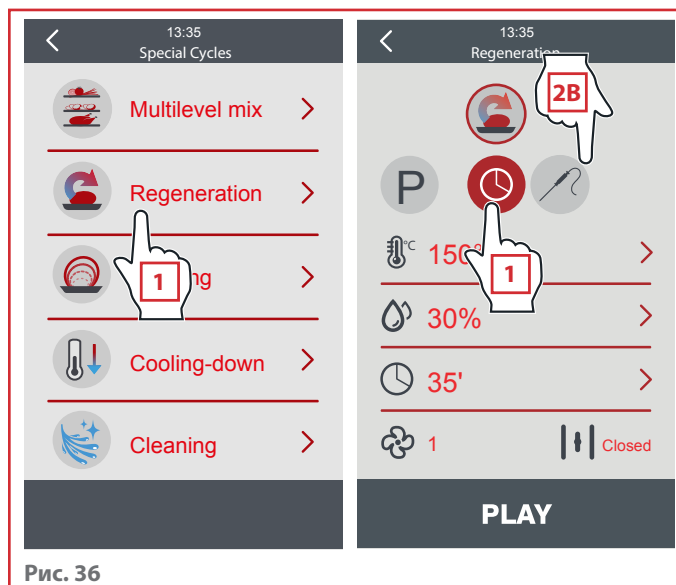 13:35
Special Cycles
Multilevel mix
Regeneration
1
ng
Cooling-down
Cleaning
13:35
Regeneration
2B
P
°C 150°
1
30%
35'
1
Closed
PLAY
Рис. 36